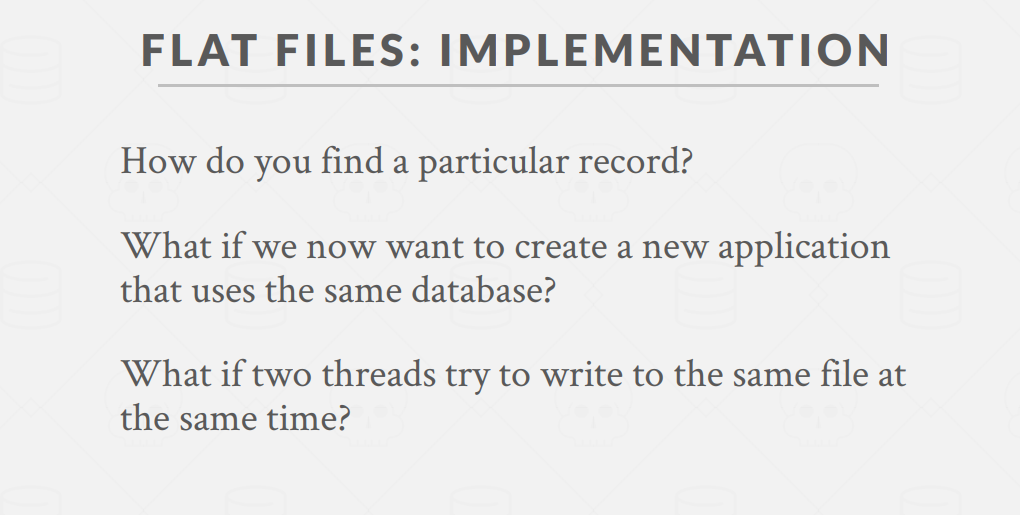 FLAT FILES: IMPLEMENTATION
How do you find a particular record?
What if we now want to create a new application
that uses the same database?
What if two threads try to write to the same file at
the same time?